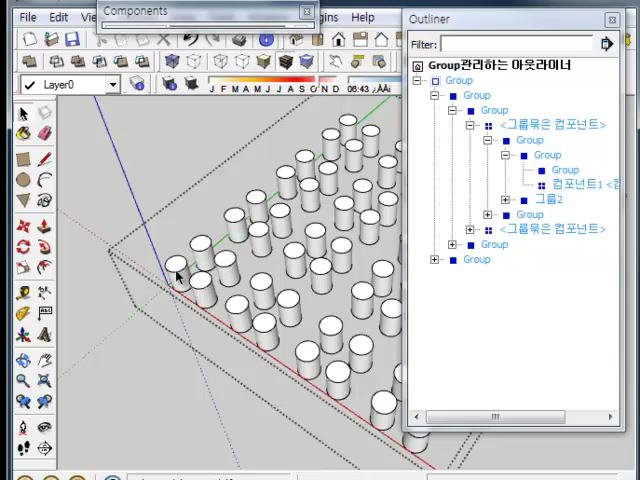 File
Edit
Vi
Components
gins
Help
Layer0
J F M A M J J A S O N D
06:43
Outliner
Filter:
Group관리하는 아웃라이너
Group
Group
Group
<그룹묶은 컴포넌트>
Group
Group
Group
컴포넌트1
그룹2
Group
<그룹묶은 컴포넌트>
Group
Group